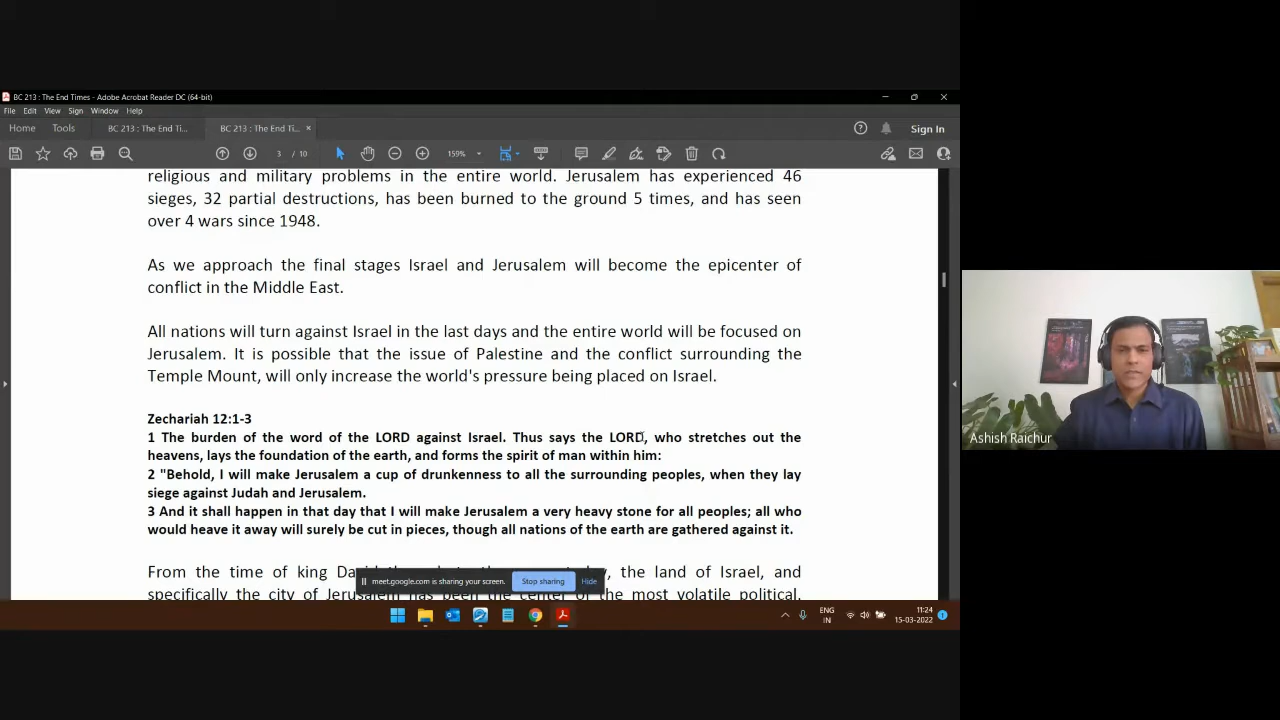 BC 213 : The End Times - Adobe Acrobat Reader DC (64-bit)
File Edit View Sign Window Help
Home Tools BC 213 : The End Ti... BC 213 : The End Ti... × Sign In
3 / 10 159%
religious and military problems in the entire world. Jerusalem has experienced 46
sieges, 32 partial destructions, has been burned to the ground 5 times, and has seen
over 4 wars since 1948.
As we approach the final stages Israel and Jerusalem will become the epicenter of
conflict in the Middle East.
All nations will turn against Israel in the last days and the entire world will be focused on
Jerusalem. It is possible that the issue of Palestine and the conflict surrounding the
Temple Mount, will only increase the world's pressure being placed on Israel.
Zechariah 12:1-3
1 The burden of the word of the LORD against Israel. Thus says the LORD, who stretches out the
heavens, lays the foundation of the earth, and forms the spirit of man within him:
2 "Behold, I will make Jerusalem a cup of drunkenness to all the surrounding peoples, when they lay
siege against Judah and Jerusalem.
3 And it shall happen in that day that I will make Jerusalem a very heavy stone for all peoples; all who
would heave it away will surely be cut in pieces, though all nations of the earth are gathered against it.
From the time of king the land of Israel, and
specifically the city of Jerusalem has been the center of the most volatile political,
meet.google.com is sharing your screen. Stop sharing Hide
ENG
IN
11:24
15-03-2022
Ashish Raichur